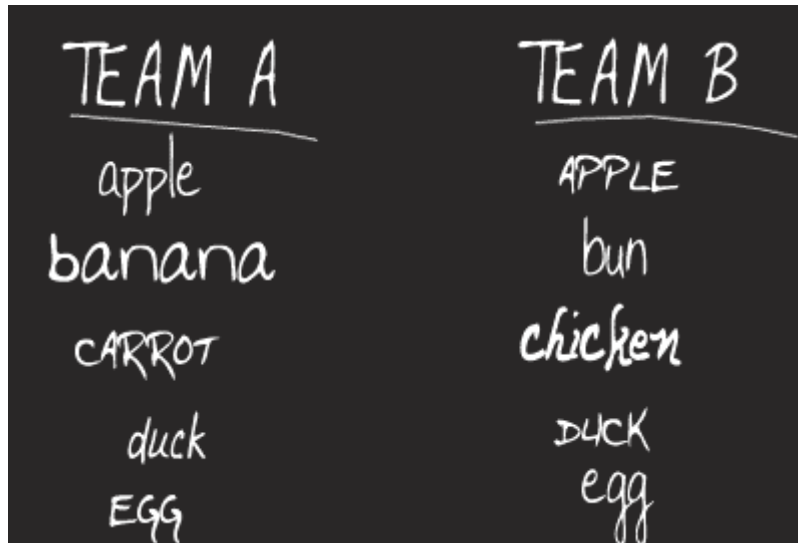 TEAM A TEAM B
apple APPLE
banana bun
CARROT chicken
duck DUCK
EGG egg